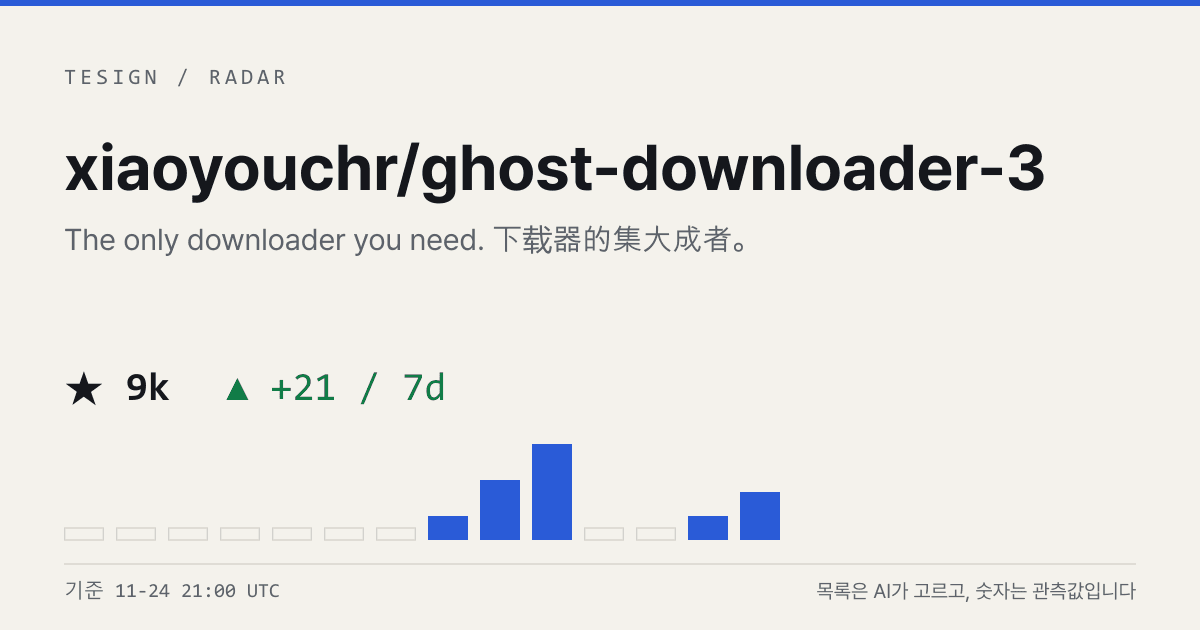 TESIGN / RADAR
xiaoyouchr/ghost-downloader-3
The only downloader you need. 下载器的集大成者。
★ 9k ▲ +21 / 7d
기준 11-24 21:00 UTC
목록은 AI가 고르고, 숫자는 관측값입니다